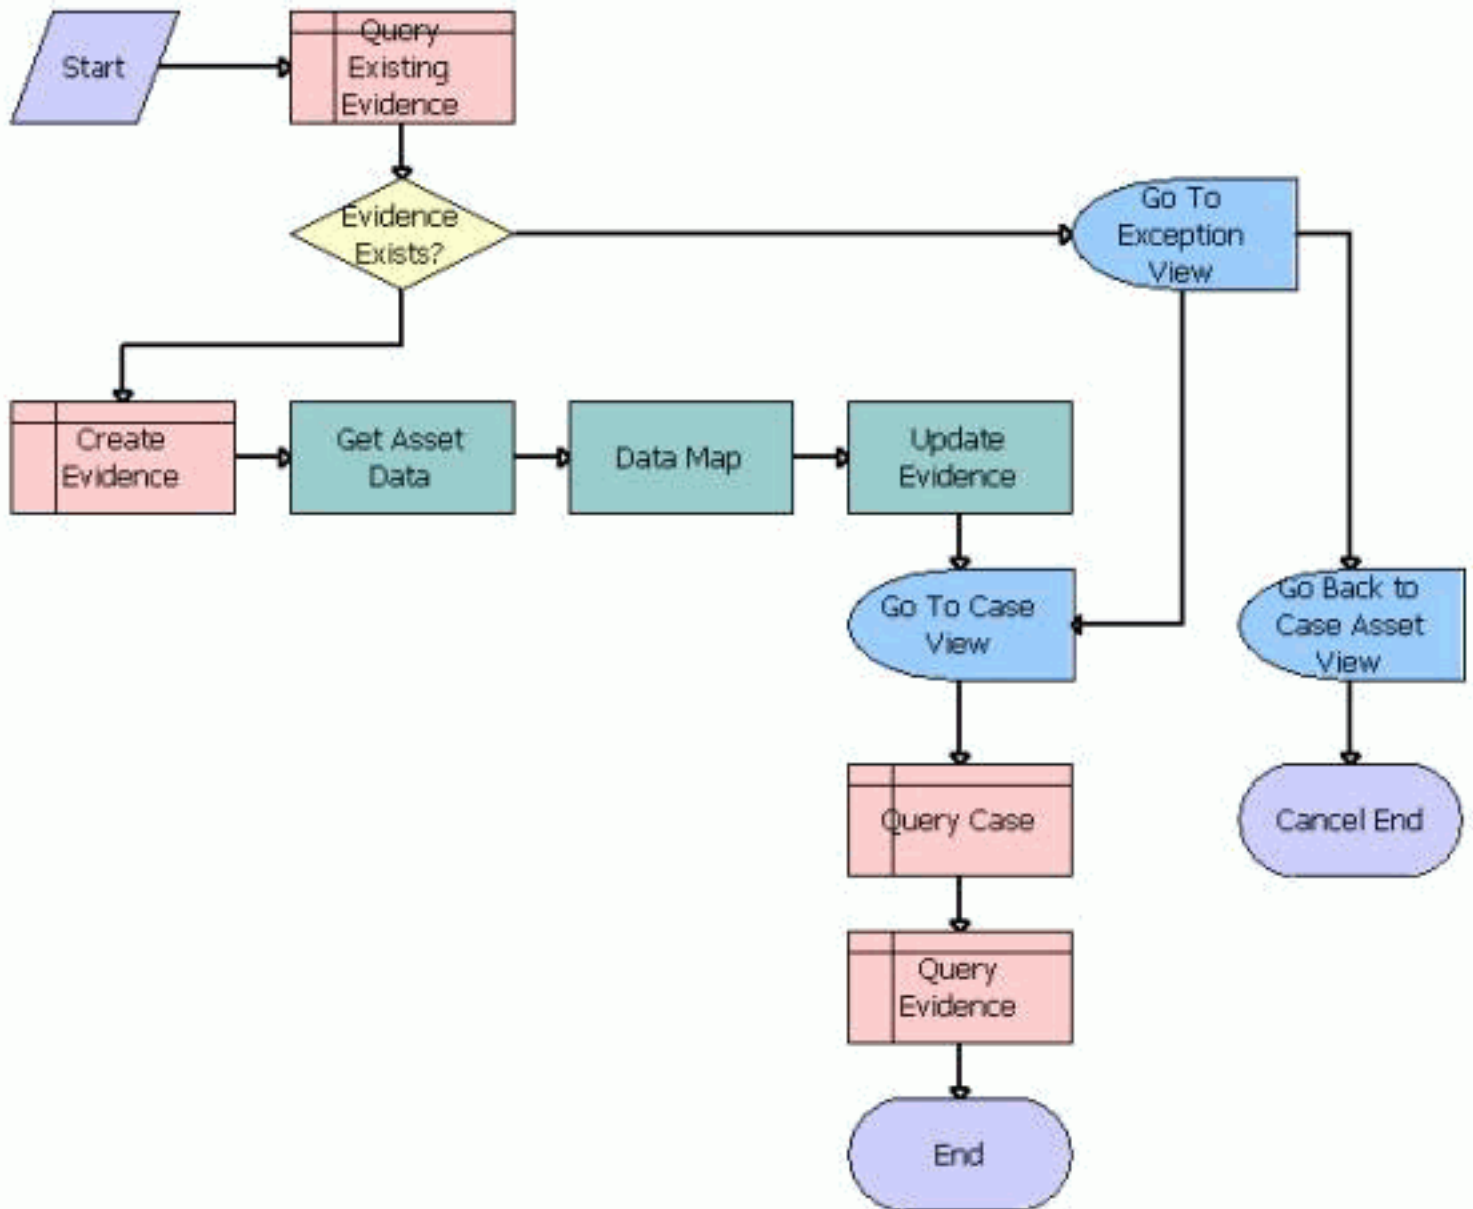 Start
Query
Existing
Evidence
Evidence
Exists?
Go To
Exception
View
Create
Evidence
Get Asset
Data
Data Map
Update
Evidence
Go To Case
View
Go Back to
Case Asset
View
Query Case
Cancel End
Query
Evidence
End